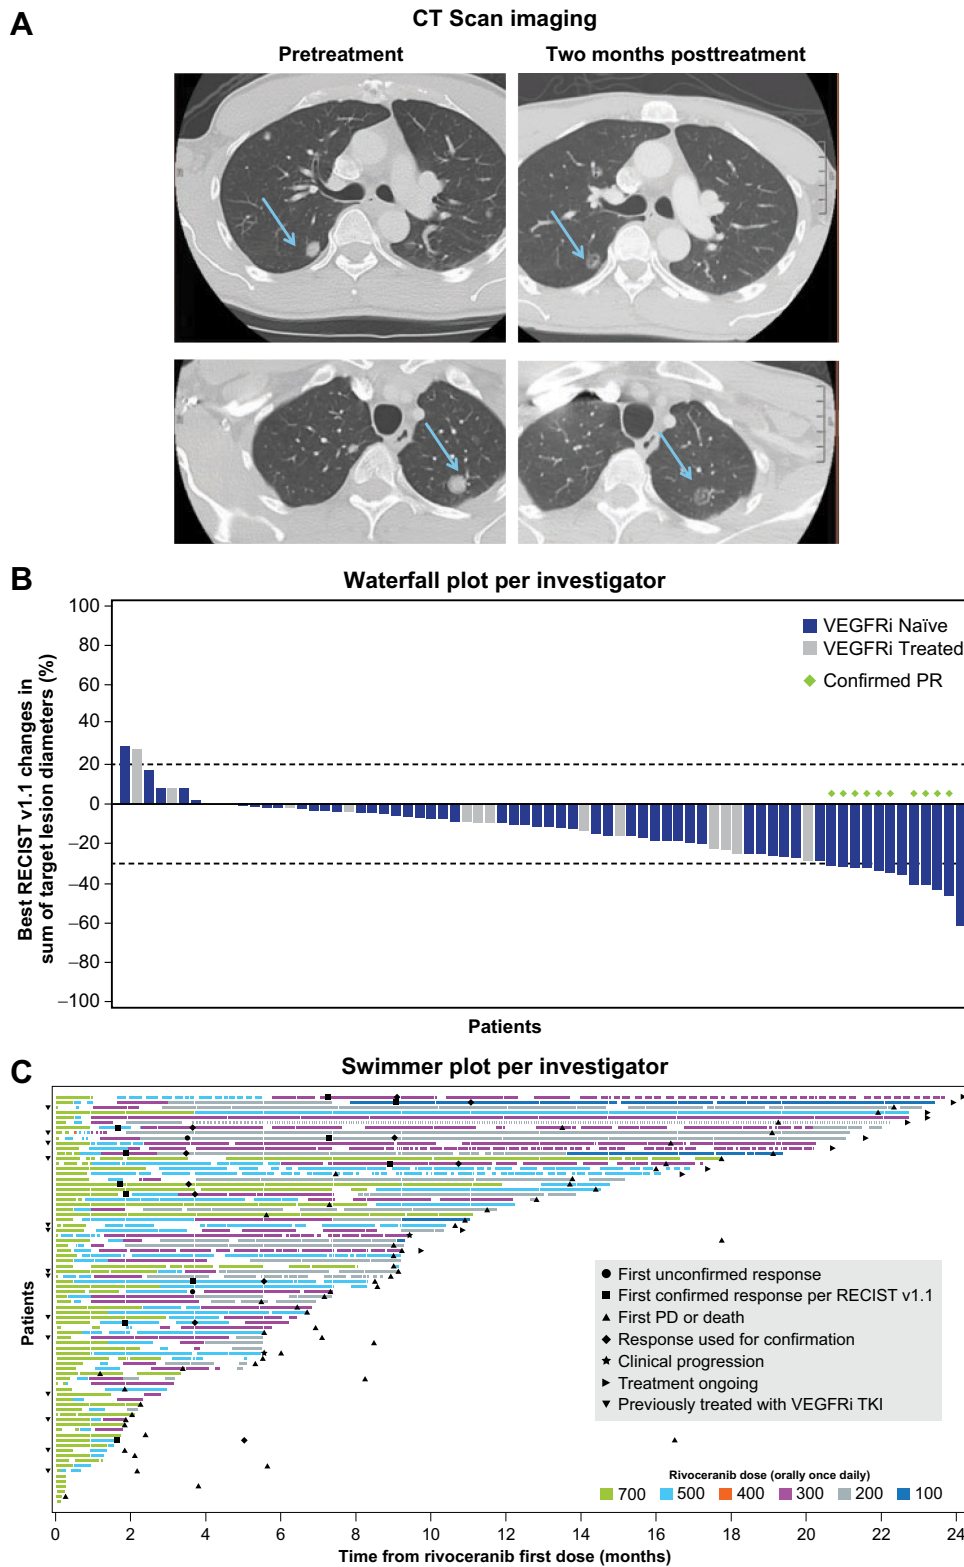 A
CT Scan imaging
Pretreatment
Two months posttreatment
B
Waterfall plot per investigator
Best RECIST v1.1 changes in
sum of target lesion diameters (%)
100
80
60
40
20
0
–20
–40
–60
–80
–100
VEGFRi Naïve
VEGFRi Treated
Confirmed PR
Patients
C
Swimmer plot per investigator
Patients
First unconfirmed response
First confirmed response per RECIST v1.1
First PD or death
Response used for confirmation
Clinical progression
Treatment ongoing
Previously treated with VEGFRi TKI
Rivoceranib dose (orally once daily)
700 500 400 300 200 100
0 2 4 6 8 10 12 14 16 18 20 22 24
Time from rivoceranib first dose (months)